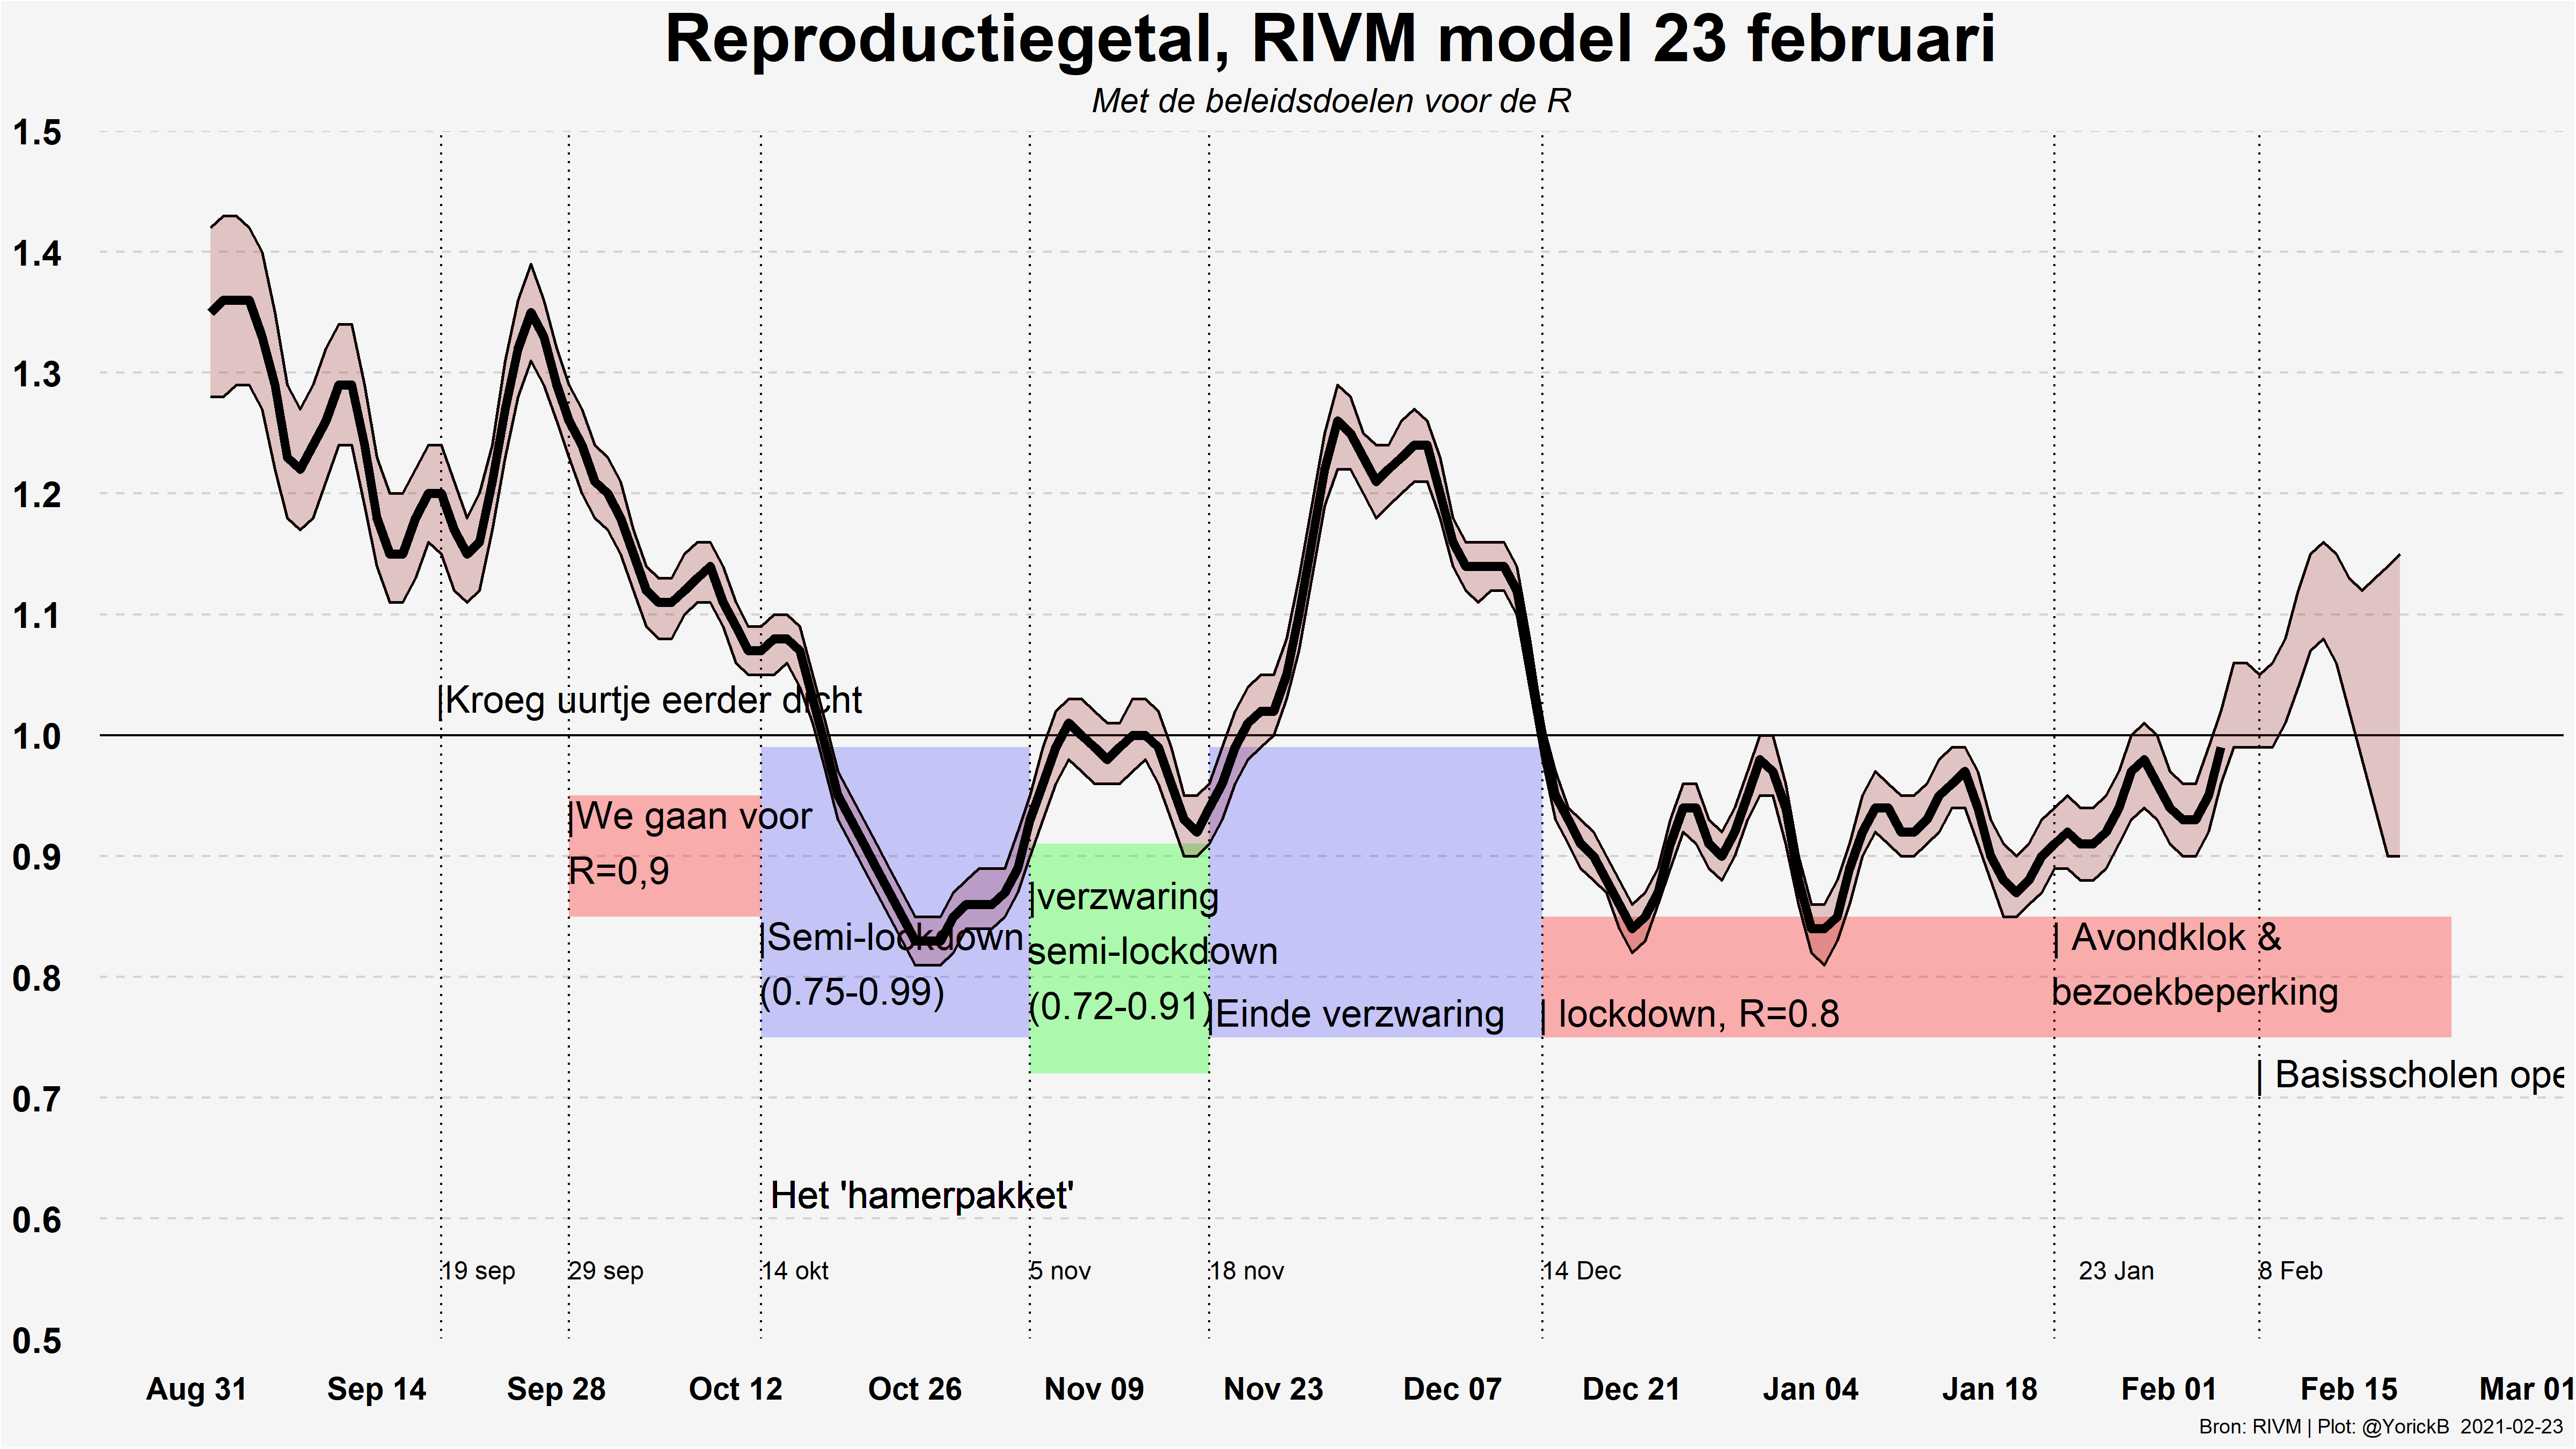 Reproductiegetal, RIVM model 23 februari
Met de beleidsdoelen voor de R
1.5
1.4
1.3
1.2
1.1
1.0
0.9
0.8
0.7
0.6
0.5
|Kroeg uurtje eerder dicht
|We gaan voor
R=0,9
|Semi-lockdown
(0.75-0.99)
|verzwaring
semi-lockdown
(0.72-0.91)
|Einde verzwaring
| lockdown, R=0.8
| Avondklok &
bezoekbeperking
| Basisscholen ope
Het 'hamerpakket'
19 sep
29 sep
14 okt
5 nov
18 nov
14 Dec
23 Jan
8 Feb
Aug 31
Sep 14
Sep 28
Oct 12
Oct 26
Nov 09
Nov 23
Dec 07
Dec 21
Jan 04
Jan 18
Feb 01
Feb 15
Mar 01
Bron: RIVM | Plot: @YorickB 2021-02-23